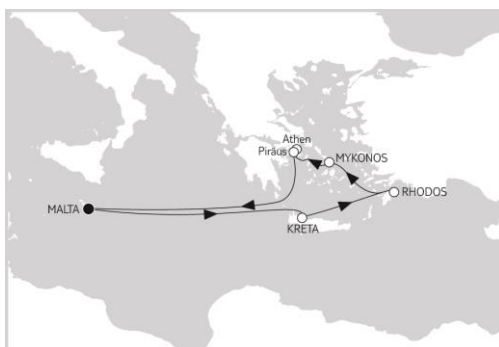 Athen
Piräus
MYKONOS
RHODOS
MALTA
KRETA